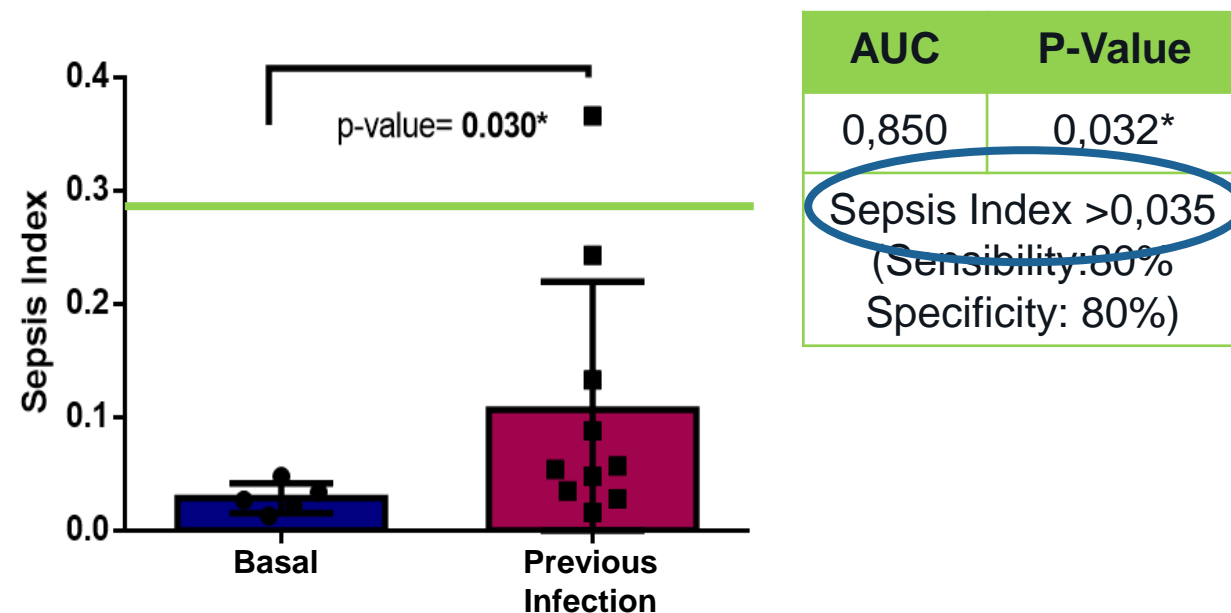 0.4
0.3
0.2
0.1
0.0
Sepsis Index
p-value= 0.030*
Basal
Previous
Infection
AUC P-Value
0,850 0,032*
Sepsis Index >0,035
(Sensibility:80%
Specificity: 80%)